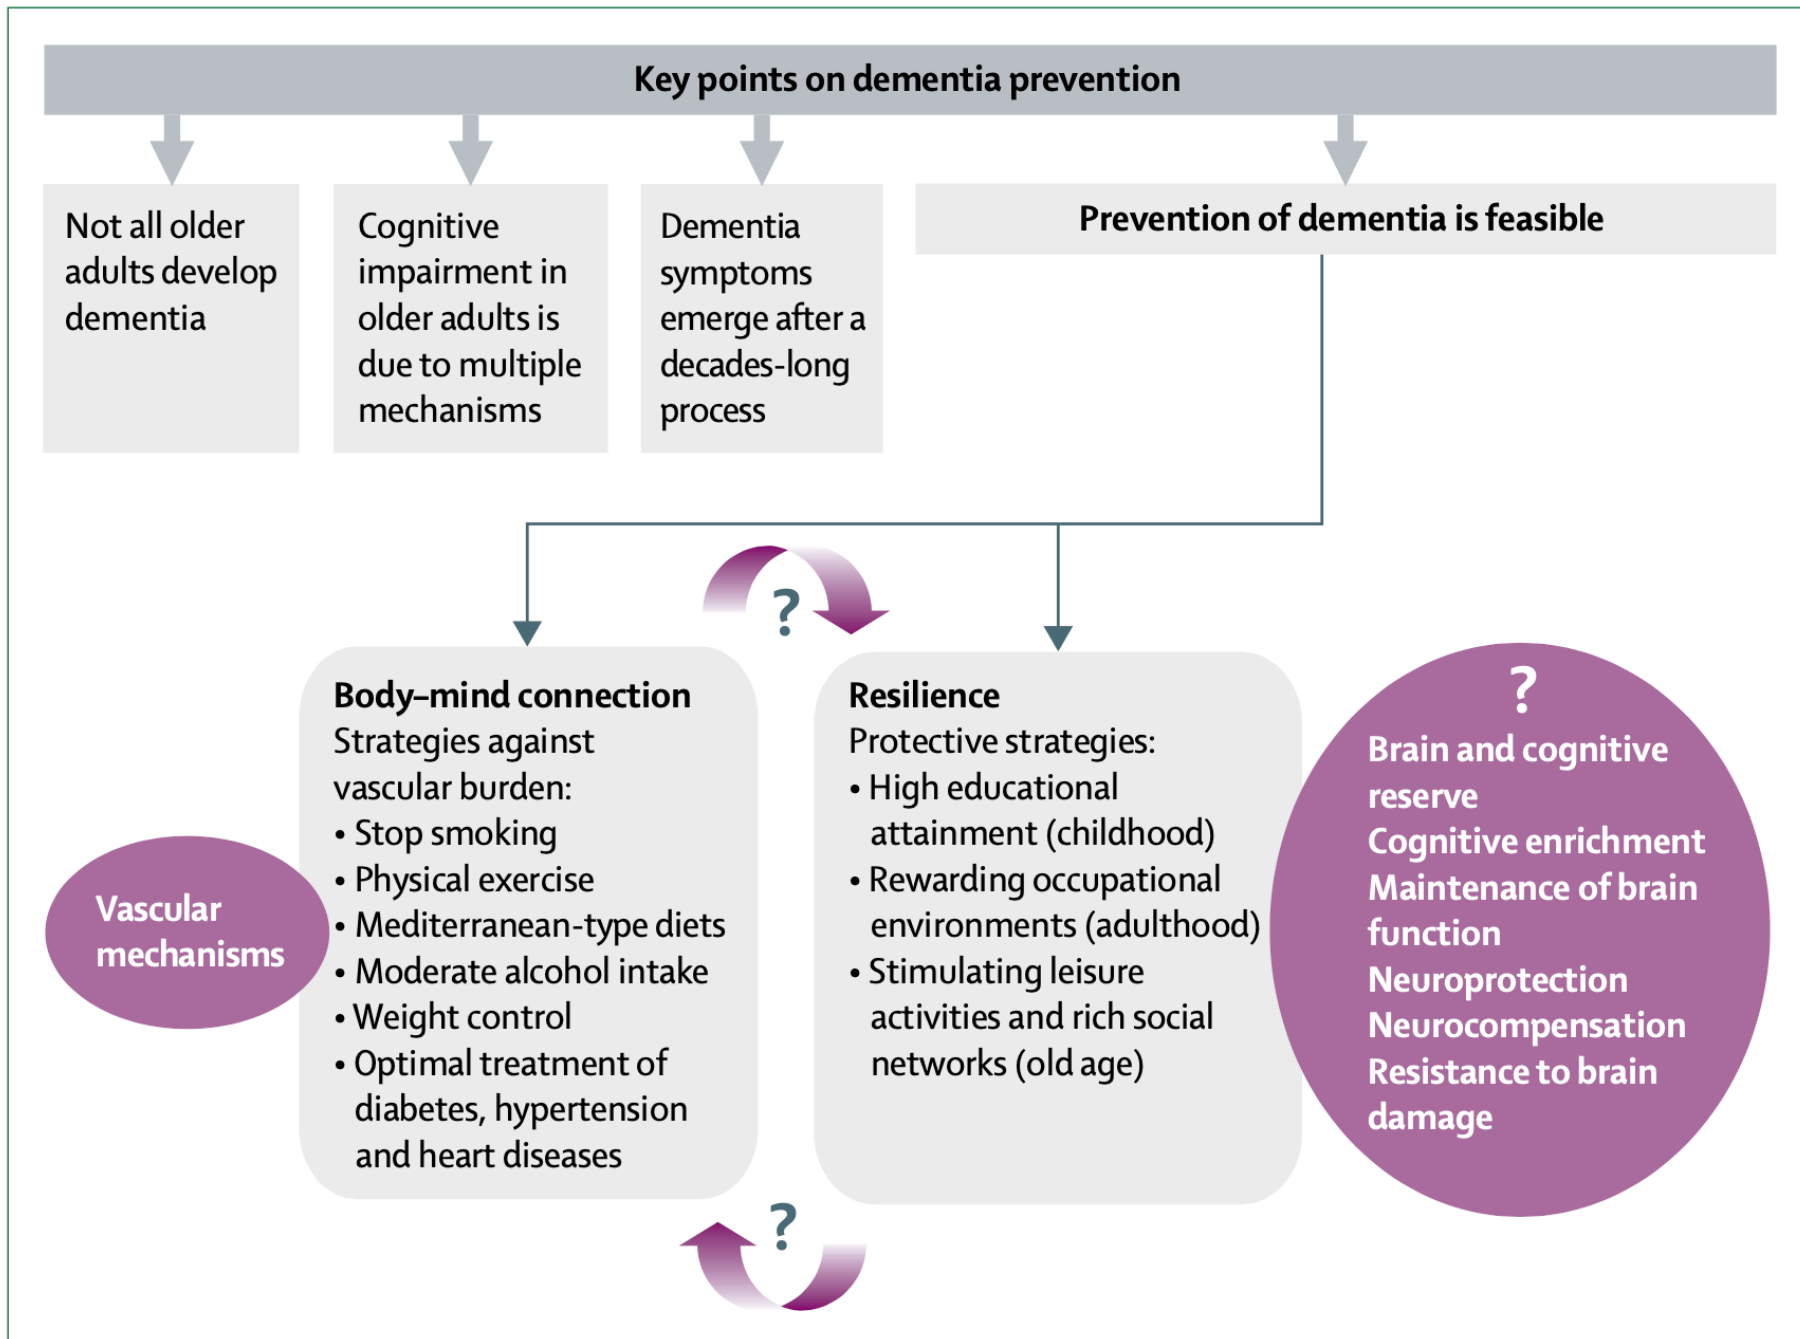 Key points on dementia prevention
Not all older
adults develop
dementia
Cognitive
impairment in
older adults is
due to multiple
mechanisms
Dementia
symptoms
emerge after a
decades-long
process
Prevention of dementia is feasible
?
Body–mind connection
Strategies against
vascular burden:
• Stop smoking
• Physical exercise
• Mediterranean-type diets
• Moderate alcohol intake
• Weight control
• Optimal treatment of
diabetes, hypertension
and heart diseases
Vascular
mechanisms
Resilience
Protective strategies:
• High educational
attainment (childhood)
• Rewarding occupational
environments (adulthood)
• Stimulating leisure
activities and rich social
networks (old age)
?
Brain and cognitive
reserve
Cognitive enrichment
Maintenance of brain
function
Neuroprotection
Neurocompensation
Resistance to brain
damage
?